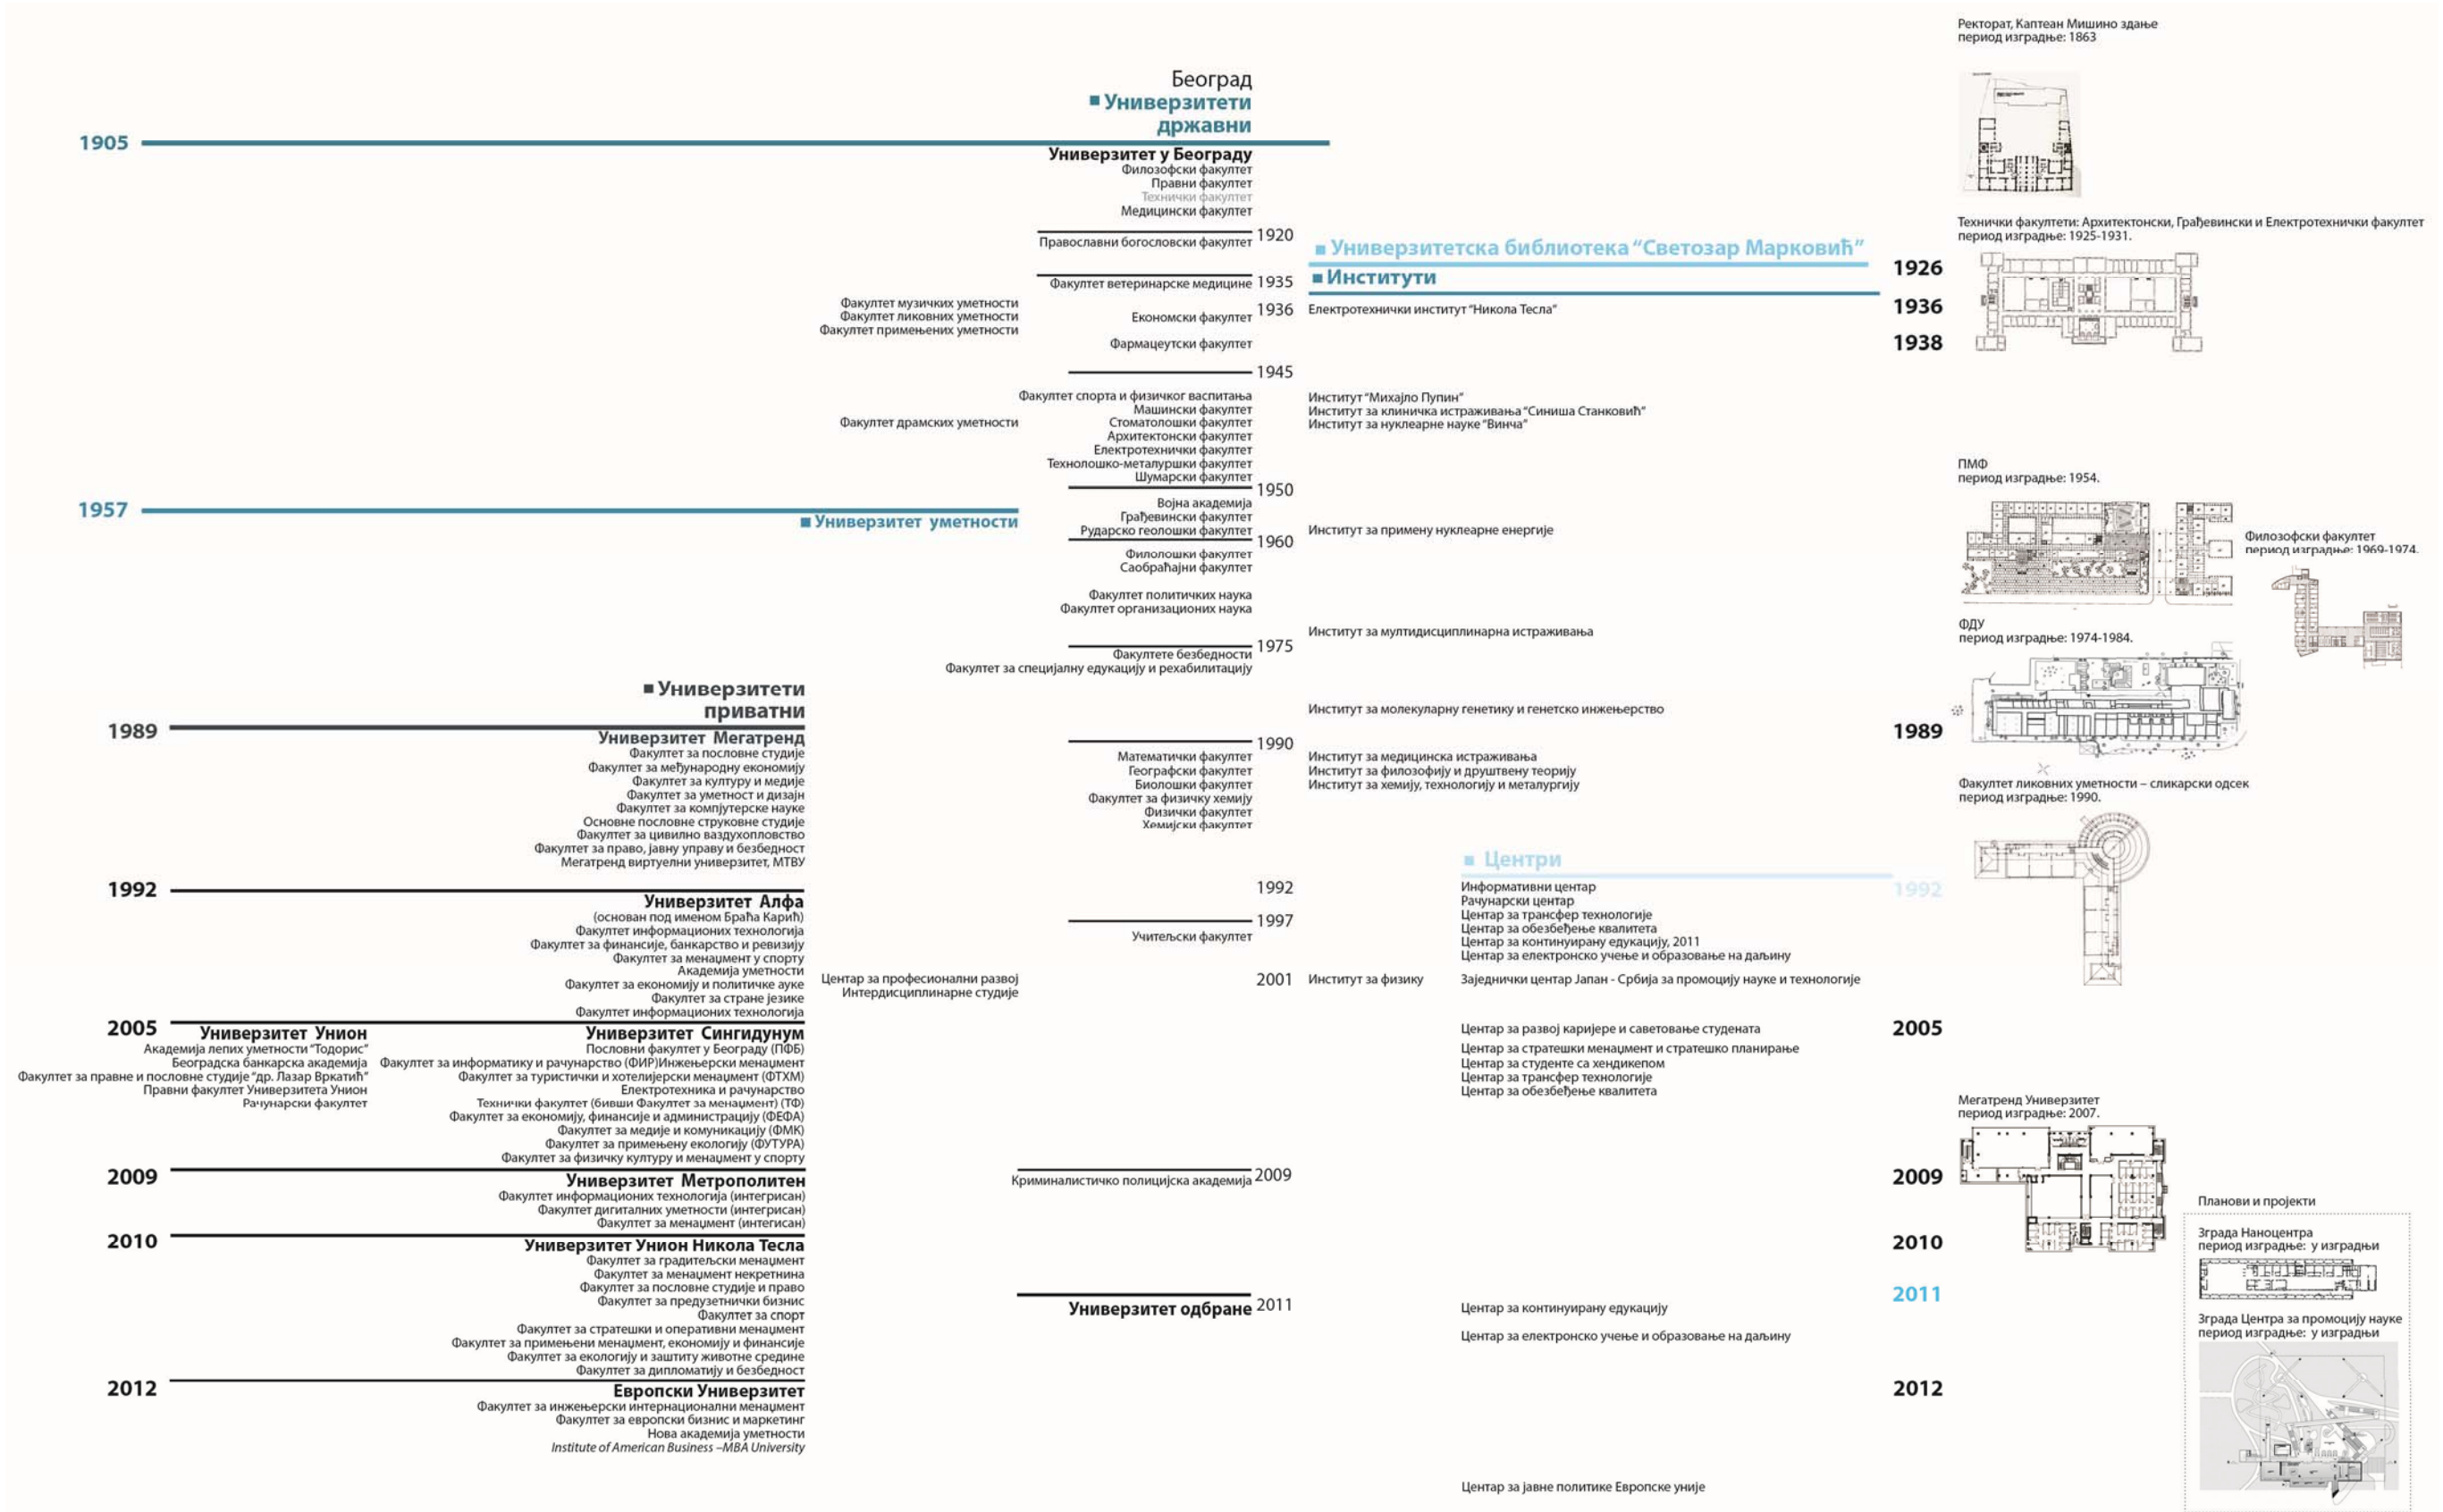 Београд
■ Универзитети
државни
1905
Универзитет у Београду
Филозофски факултет
Правни факултет
Технички факултет
Медицински факултет
1920
Православни богословски факултет
1935
Факултет ветеринарске медицине
Факултет музичких уметности
Факултет ликовних уметности
Факултет примењених уметности
1936
Економски факултет
Фармацеутски факултет
1945
Факултет спорта и физичког васпитања
Машински факултет
Факултет драмских уметности
Стоматолошки факултет
Архитектонски факултет
Електротехнички факултет
Технолошко-металуршки факултет
Шумарски факултет
1950
1957
■ Универзитет уметности
Војна академија
Грађевински факултет
Рударско геолошки факултет
1960
Филолошки факултет
Саобраћајни факултет
Факултет политичких наука
Факултет организационих наука
1975
Факултете безбедности
Факултет за специјалну едукацију и рехабилитацију
■ Универзитети
приватни
1989
Универзитет Мегатренд
Факултет за пословне студије
Факултет за међународну економију
Факултет за културу и медије
Факултет за уметност и дизајн
Факултет за компјутерске науке
Основне пословне струковне студије
Факултет за цивилно ваздухопловство
Факултет за право, јавну управу и безбедност
Мегатренд виртуелни универзитет, МТВУ
1990
Математички факултет
Географски факултет
Биолошки факултет
Факултет за физичку хемију
Физички факултет
Хемијски факултет
1992
Универзитет Алфа
(основан под именом Браћа Карић)
Факултет информационих технологија
Факултет за финансије, банкарство и ревизију
Факултет за менаџмент у спорту
Академија уметности
Факултет за економију и политичке ауке
Факултет за стране језике
Факултет информационих технологија
1992
1997
Учитељски факултет
Центар за професионални развој
Интердисциплинарне студије
2001
2005
Универзитет Унион
Академија лепих уметности “Тодорис”
Београдска банкарска академија
Факултет за правне и пословне студије “др. Лазар Вркатић”
Правни факултет Универзитета Унион
Рачунарски факултет
Универзитет Сингидунум
Пословни факултет у Београду (ПФБ)
Факултет за информатику и рачунарство (ФИР)Инжењерски менаџмент
Факултет за туристички и хотелијерски менаџмент (ФТХМ)
Електротехника и рачунарство
Технички факултет (бивши Факултет за менаџмент) (ТФ)
Факултет за економију, финансије и администрацију (ФЕФА)
Факултет за медије и комуникацију (ФМК)
Факултет за примењену екологију (ФУТУРА)
Факултет за физичку културу и менаџмент у спорту
2009
Универзитет Метрополитен
Факултет информационих технологија (интегрисан)
Факултет дигиталних уметности (интегрисан)
Факултет за менаџмент (интегисан)
Криминалистичко полицијска академија
2009
2010
Универзитет Унион Никола Тесла
Факултет за градитељски менаџмент
Факултет за менаџмент некретнина
Факултет за пословне студије и право
Факултет за предузетнички бизнис
Факултет за спорт
Факултет за стратешки и оперативни менаџмент
Факултет за примењени менаџмент, економију и финансије
Факултет за екологију и заштиту животне средине
Факултет за дипломатију и безбедност
Универзитет одбране
2011
2012
Европски Универзитет
Факултет за инжењерски интернационални менаџмент
Факултет за европски бизнис и маркетинг
Нова академија уметности
Institute of American Business –MBA University
■ Универзитетска библиотека “Светозар Марковић”
1926
■ Институти
1936
Електротехнички институт “Никола Тесла”
1938
Институт “Михајло Пупин”
Институт за клиничка истраживања “Синиша Станковић”
Институт за нуклеарне науке “Винча”
Институт за примену нуклеарне енергије
Институт за мултидисциплинарна истраживања
Институт за молекуларну генетику и генетско инжењерство
1989
Институт за медицинска истраживања
Институт за филозофију и друштвену теорију
Институт за хемију, технологију и металургију
■ Центри
1992
Информативни центар
Рачунарски центар
Центар за трансфер технологије
Центар за обезбеђење квалитета
Центар за континуирану едукацију, 2011
Центар за електронско учење и образовање на даљину
Институт за физику
Заједнички центар Јапан - Србија за промоцију науке и технологије
2005
Центар за развој каријере и саветовање студената
Центар за стратешки менаџмент и стратешко планирање
Центар за студенте са хендикепом
Центар за трансфер технологије
Центар за обезбеђење квалитета
2009
2010
2011
Центар за континуирану едукацију
Центар за електронско учење и образовање на даљину
2012
Центар за јавне политике Европске уније
Ректорат, Каптеан Мишино здање
период изградње: 1863
Технички факултети: Архитектонски, Грађевински и Електротехнички факултет
период изградње: 1925-1931.
ПМФ
период изградње: 1954.
Филозофски факултет
период изградње: 1969-1974.
ФДУ
период изградње: 1974-1984.
Факултет ликовних уметности – сликарски одсек
период изградње: 1990.
Мегатренд Универзитет
период изградње: 2007.
Планови и пројекти
Зграда Наноцентра
период изградње: у изградњи
Зграда Центра за промоцију науке
период изградње: у изградњи